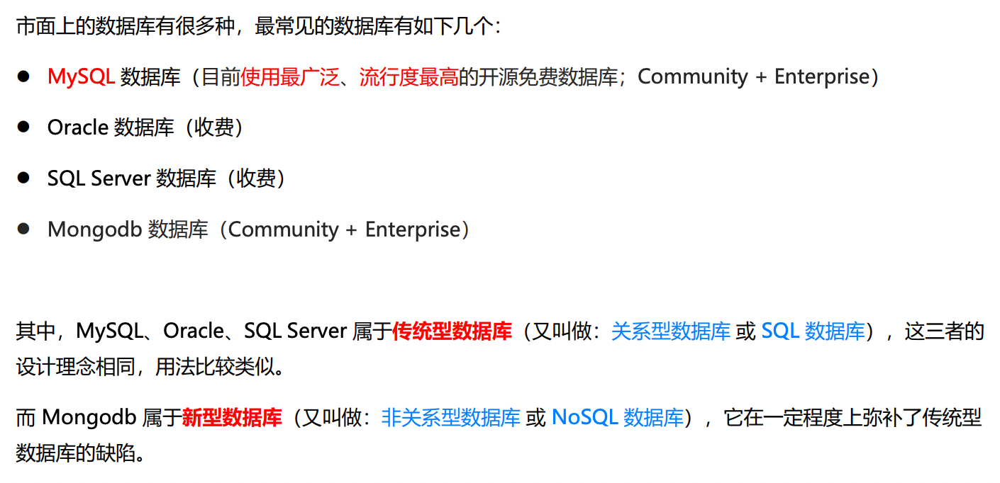 市面上的数据库有很多种，最常见的数据库有如下几个：
● MySQL 数据库（目前使用最广泛、流行度最高的开源免费数据库；Community + Enterprise）
● Oracle 数据库（收费）
● SQL Server 数据库（收费）
● Mongodb 数据库（Community + Enterprise）
其中，MySQL、Oracle、SQL Server 属于传统型数据库（又叫做：关系型数据库 或 SQL 数据库），这三者的
设计理念相同，用法比较类似。
而 Mongodb 属于新型数据库（又叫做：非关系型数据库 或 NoSQL 数据库），它在一定程度上弥补了传统型
数据库的缺陷。